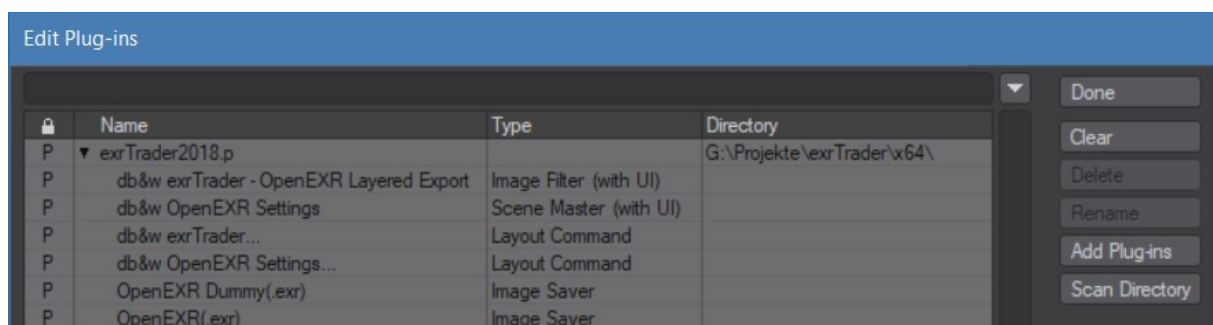 Edit Plug-ins
Done
Name Type Directory
Clear
P ▼ exrTrader2018.p G:\Projekte\exrTrader\x64\
P db&w exrTrader - OpenEXR Layered Export Image Filter (with UI)
Delete
P db&w OpenEXR Settings Scene Master (with UI)
Rename
P db&w exrTrader... Layout Command
P db&w OpenEXR Settings... Layout Command
Add Plug-ins
P OpenEXR Dummy(.exr) Image Saver
Scan Directory
P OpenEXR(.exr) Image Saver